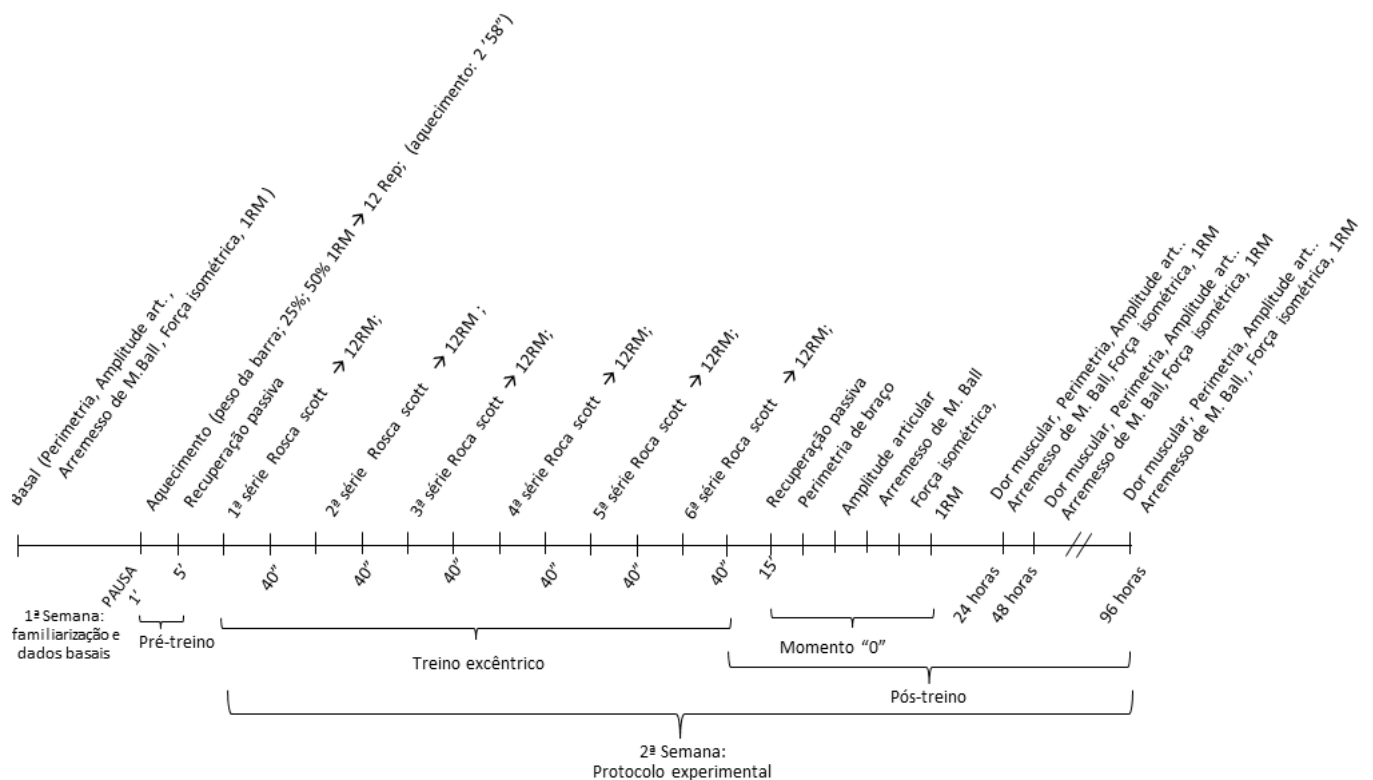 Basal (Perimetria, Amplitude art. ,
Arremesso de M.Ball , Força isométrica, 1RM )
Aquecimento (peso da barra; 25%; 50% 1RM → 12 Rep; (aquecimento: 2 ’58”)
Recuperação passiva
1ª série Rosca scott → 12RM;
2ª série Rosca scott → 12RM ;
3ª série Roca scott → 12RM;
4ª série Roca scott → 12RM;
5ª série Roca scott → 12RM;
6ª série Roca scott → 12RM;
Recuperação passiva
Perimetria de braço
Amplitude articular
Arremesso de M. Ball
Força isométrica,
1RM
Dor muscular, Perimetria, Amplitude art..
Arremesso de M. Ball, Força isométrica, 1RM
Dor muscular, Perimetria, Amplitude art..
Arremesso de M. Ball, Força isométrica, 1RM
Dor muscular, Perimetria, Amplitude art..
Arremesso de M. Ball, , Força isométrica, 1RM
PAUSA
1’
5’
40”
40”
40”
40”
40”
40”
15’
24 horas
48 horas
96 horas
1ª Semana:
familiarização e
dados basais
Pré-treino
Treino excêntrico
Momento “0”
Pós-treino
2ª Semana:
Protocolo experimental